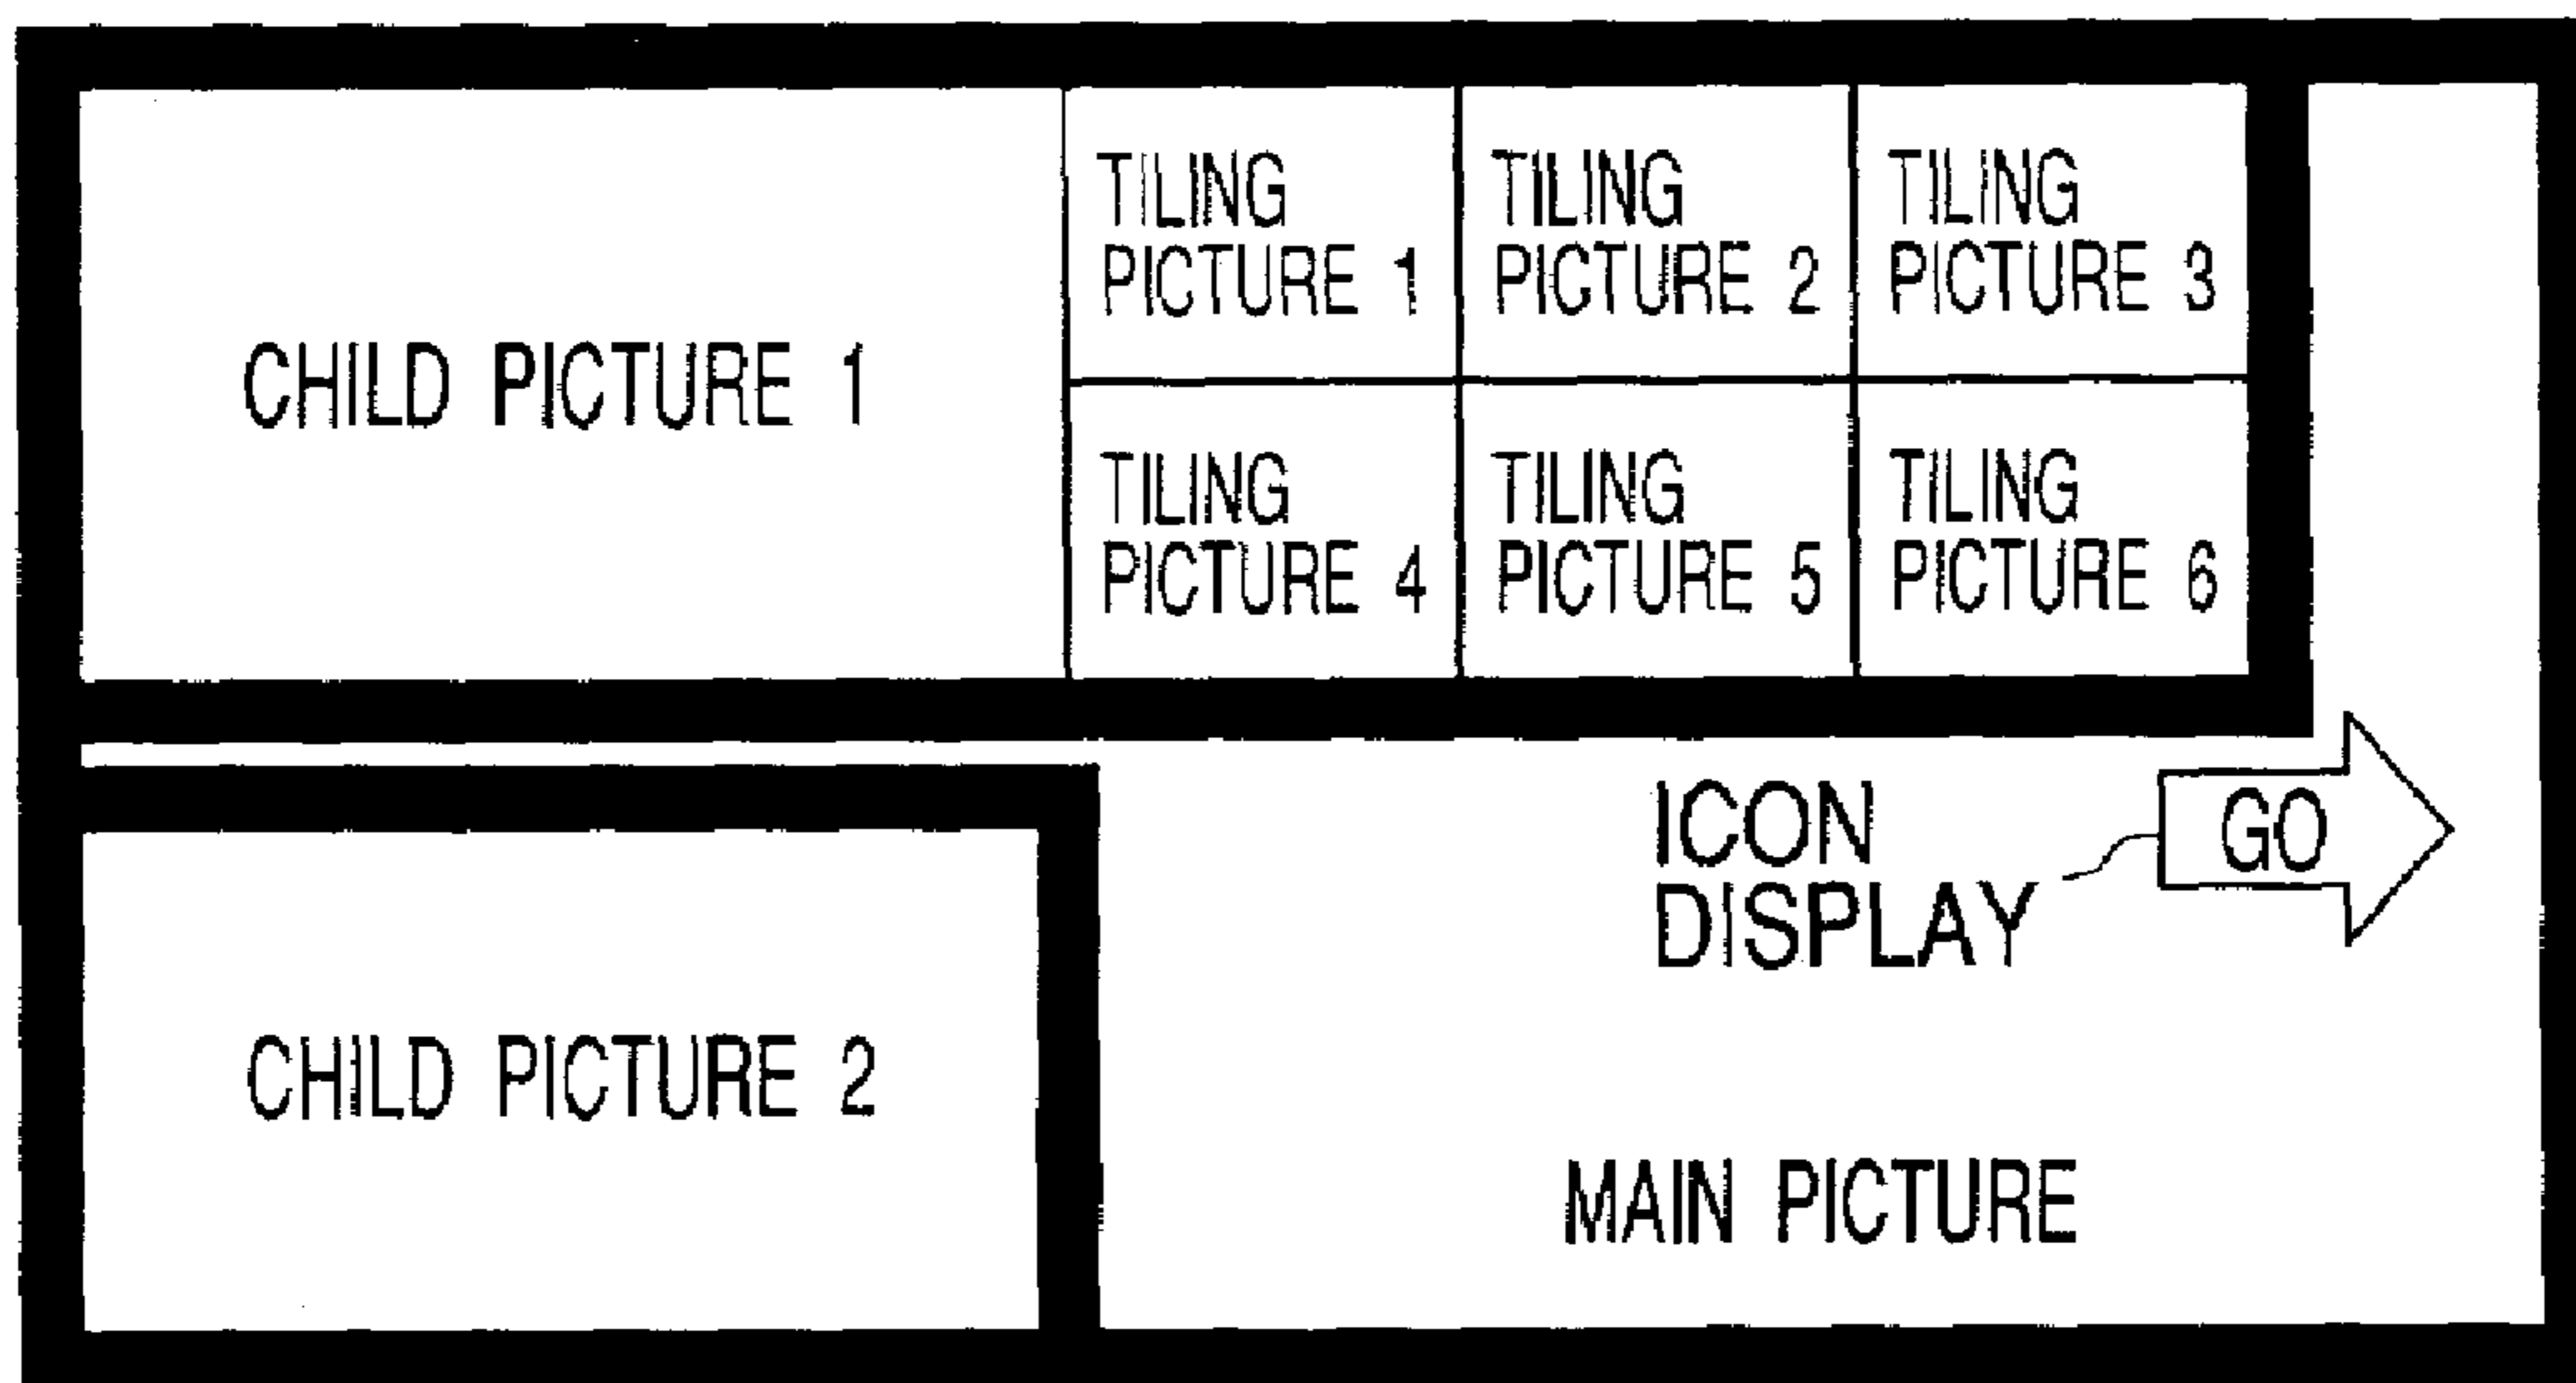 CHILD PICTURE 1
TILING
PICTURE 1
TILING
PICTURE 2
TILING
PICTURE 3
TILING
PICTURE 4
TILING
PICTURE 5
TILING
PICTURE 6
CHILD PICTURE 2
ICON
DISPLAY
GO
MAIN PICTURE